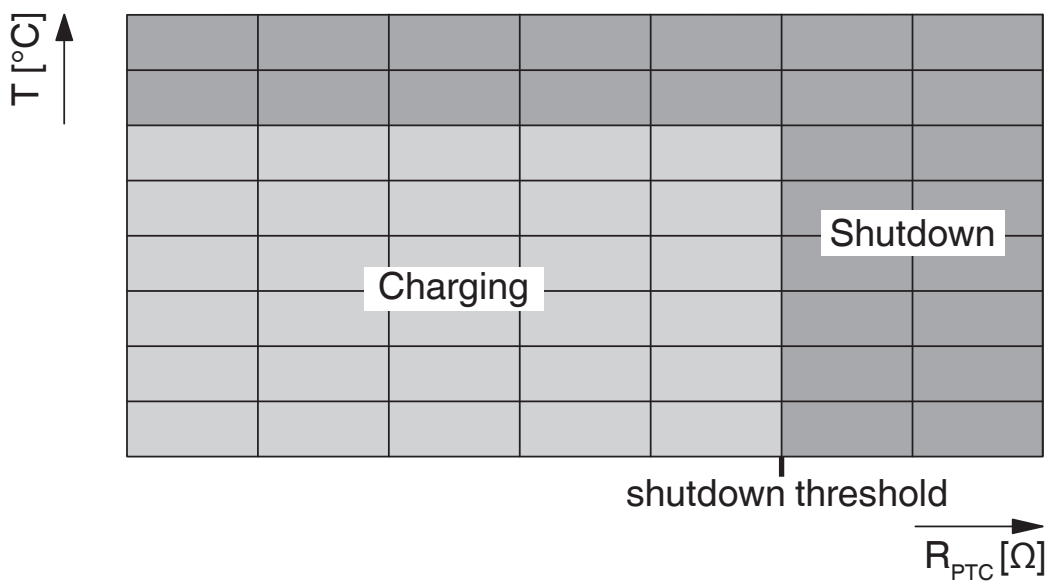 T [°C]
Shutdown
Charging
shutdown threshold
R_PTC [Ω]